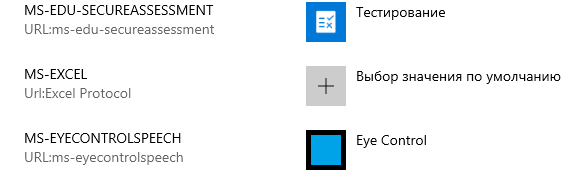 MS-EDU-SECUREASSESSMENT
URL:ms-edu-secureassessment
Тестирование
MS-EXCEL
Url:Excel Protocol
Выбор значения по умолчанию
MS-EYECONTROLSPEECH
URL:ms-eyecontrolspeech
Eye Control